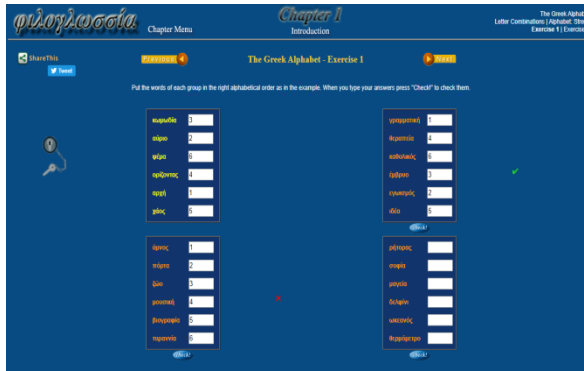 φιλογλωσσία
Chapter Menu
Chapter 1
Introduction
The Greek Alphab
Letter Combinations | Alphabet: Stre
Exercise 1 | Exercise
ShareThis
Tweet
Previous
The Greek Alphabet - Exercise 1
Next
Put the words of each group in the right alphabetical order as in the example. When you type your answers press "Check!" to check them.
κωμωδία 3
αύριο 2
ψέμα 6
ορίζοντας 4
αρχή 1
χάος 5
γραμματική 1
θεραπεία 4
καθολικός 6
έμβρυο 3
εγωισμός 2
ιδέα 5
Check!
ύμνος 1
πόρτα 2
ζώο 3
μουσική 4
βιογραφία 5
τυραννία 6
Check!
ρήτορας
σοφία
μαγεία
δελφίνι
ωκεανός
θερμόμετρο
Check!